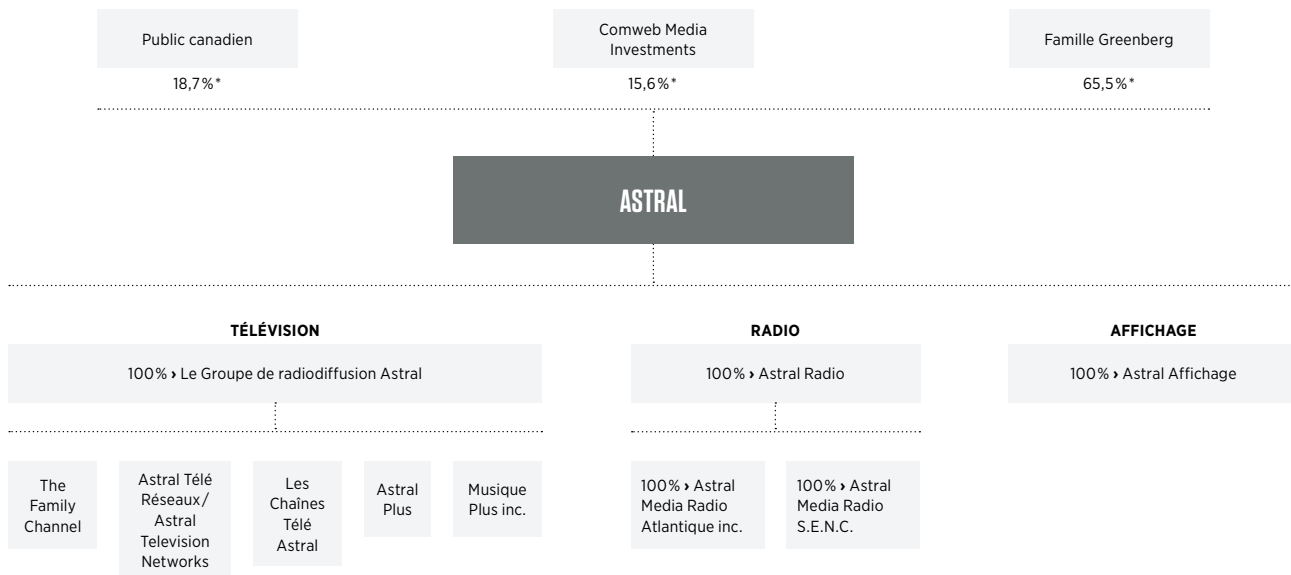 Public canadien
18,7 %*
Comweb Media
Investments
15,6 %*
Famille Greenberg
65,5 %*
ASTRAL
TÉLÉVISION
100% › Le Groupe de radiodiffusion Astral
The
Family
Channel
Astral Télé
Réseaux/
Astral
Television
Networks
Les
Chaînes
Télé
Astral
Astral
Plus
Musique
Plus inc.
RADIO
100% › Astral Radio
100% › Astral
Media Radio
Atlantique inc.
100% › Astral
Media Radio
S.E.N.C.
AFFICHAGE
100% › Astral Affichage